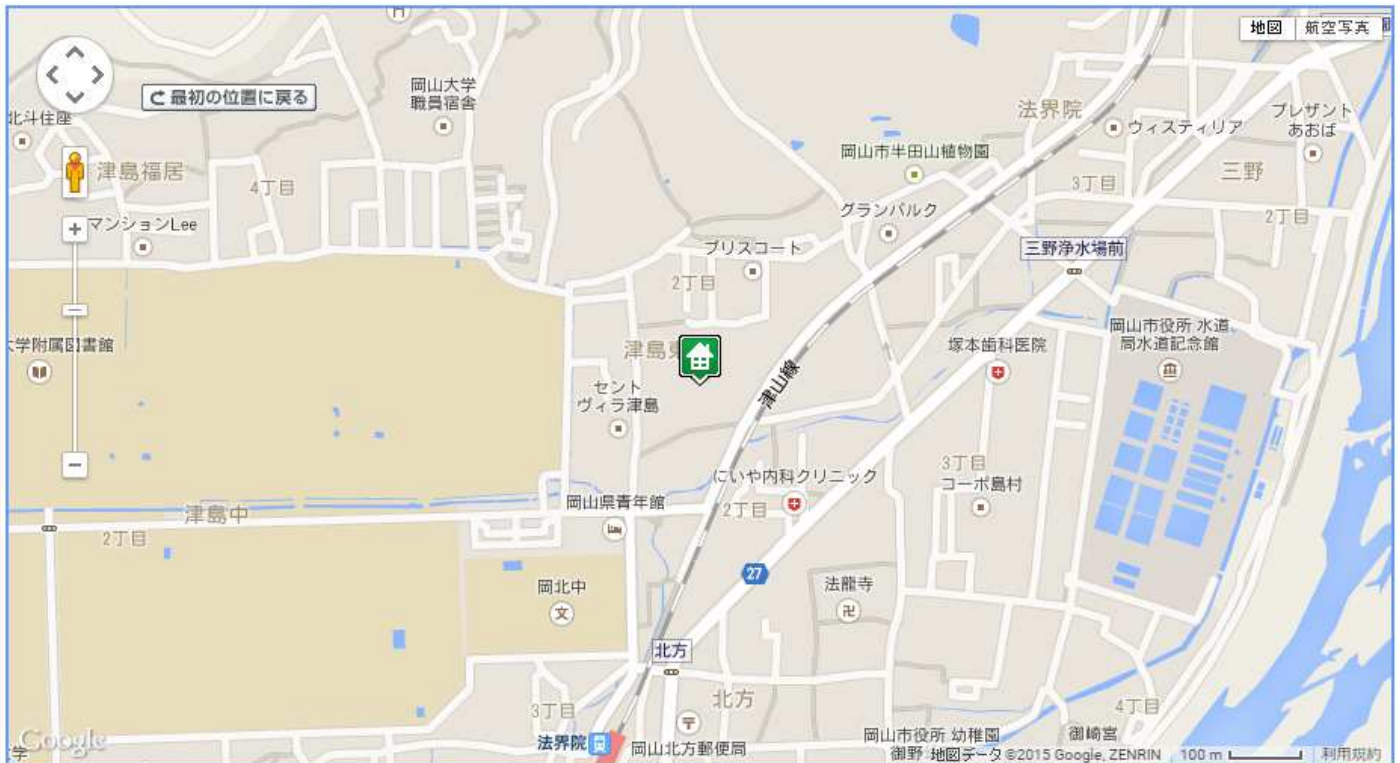 地図 航空写真
最初の位置に戻る
岡山大学
職員宿舎
法界院
ウィスティリア
プレザント
あおば
北斗住座
津島福居
4丁目
岡山市半田山植物園
3丁目
三野
2丁目
マンションLee
グランパルク
ブリスコート
三野浄水場前
2丁目
大学附属図書館
津島東
津山線
塚本歯科医院
岡山市役所 水道
局水道記念館
セント
ヴィラ津島
にいや内科クリニック
3丁目
コーポ島村
岡山県青年館
2丁目
津島中
2丁目
27
岡北中
文
法龍寺
卍
北方
北方
3丁目
4丁目
〒
法界院
岡山北方郵便局
岡山市役所 幼稚園
御野
御崎宮
Google
学
地図データ ©2015 Google, ZENRIN
100 m
利用規約